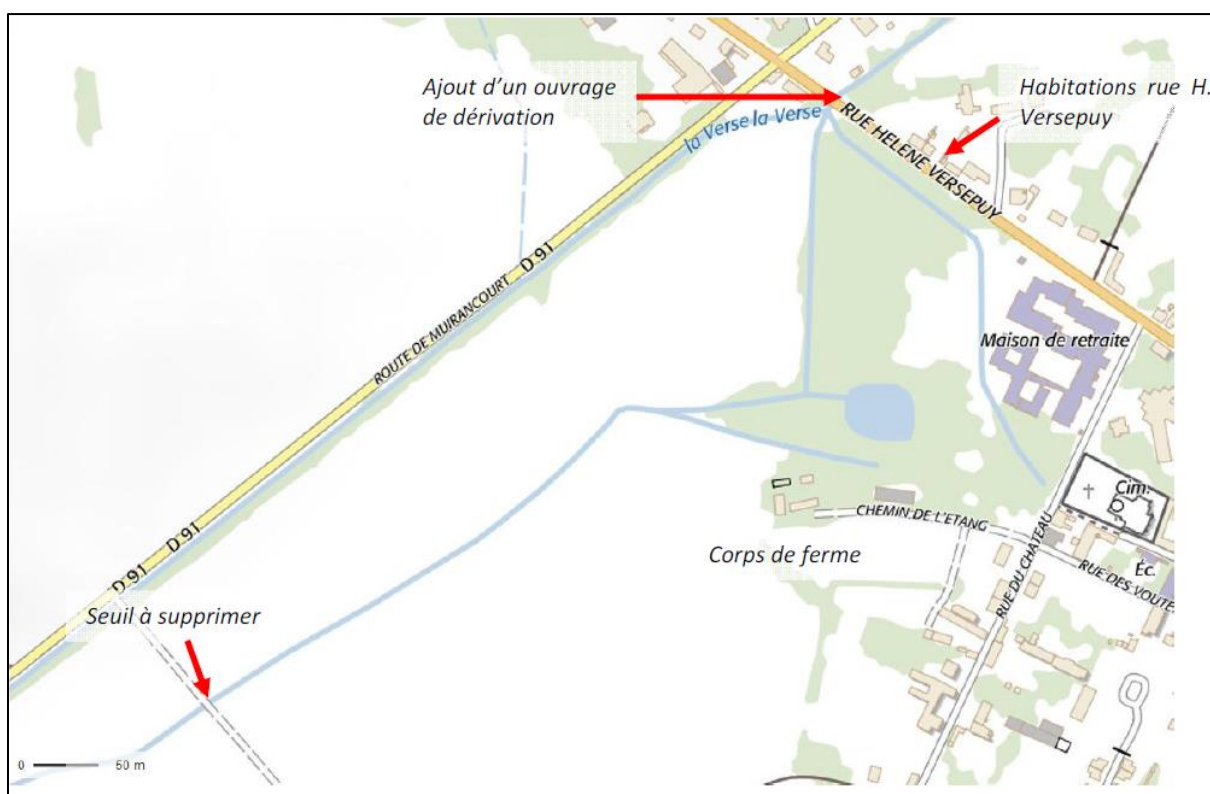 Ajout d'un ouvrage
de dérivation
Habitations rue H.
Versepuy
la Verse la Verse
RUE HELENE VERSEPUY
D 91
ROUTE DE MUIRANCOURT
Maison de retraite
Cim.
CHEMIN DE L'ETANG
Corps de ferme
RUE DU CHATEAU
Éc.
RUE DES VOUTE
D 91
D 91
Seuil à supprimer
0 50 m